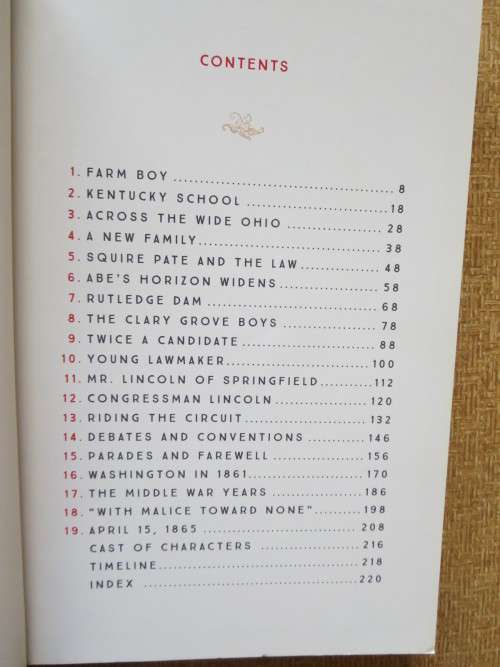 CONTENTS
1. FARM BOY ........................................ 8
2. KENTUCKY SCHOOL ..........................18
3. ACROSS THE WIDE OHIO ................. 28
4. A NEW FAMILY................................. 38
5. SQUIRE PATE AND THE LAW ............... 48
6. ABE'S HORIZON WIDENS................... 58
7. RUTLEDGE DAM ............................... 68
8. THE CLARY GROVE BOYS ................. 78
9. TWICE A CANDIDATE......................... 88
10. YOUNG LAWMAKER..........................100
11. MR. LINCOLN OF SPRINGFIELD..........112
12. CONGRESSMAN LINCOLN.................120
13. RIDING THE CIRCUIT.......................132
14. DEBATES AND CONVENTIONS ..........146
15. PARADES AND FAREWELL ................156
16. WASHINGTON IN 1861.....................170
17. THE MIDDLE WAR YEARS .................186
18. "WITH MALICE TOWARD NONE".........198
19. APRIL 15, 1865 .............................208
CAST OF CHARACTERS ..................216
TIMELINE.....................................218
INDEX .......................................220